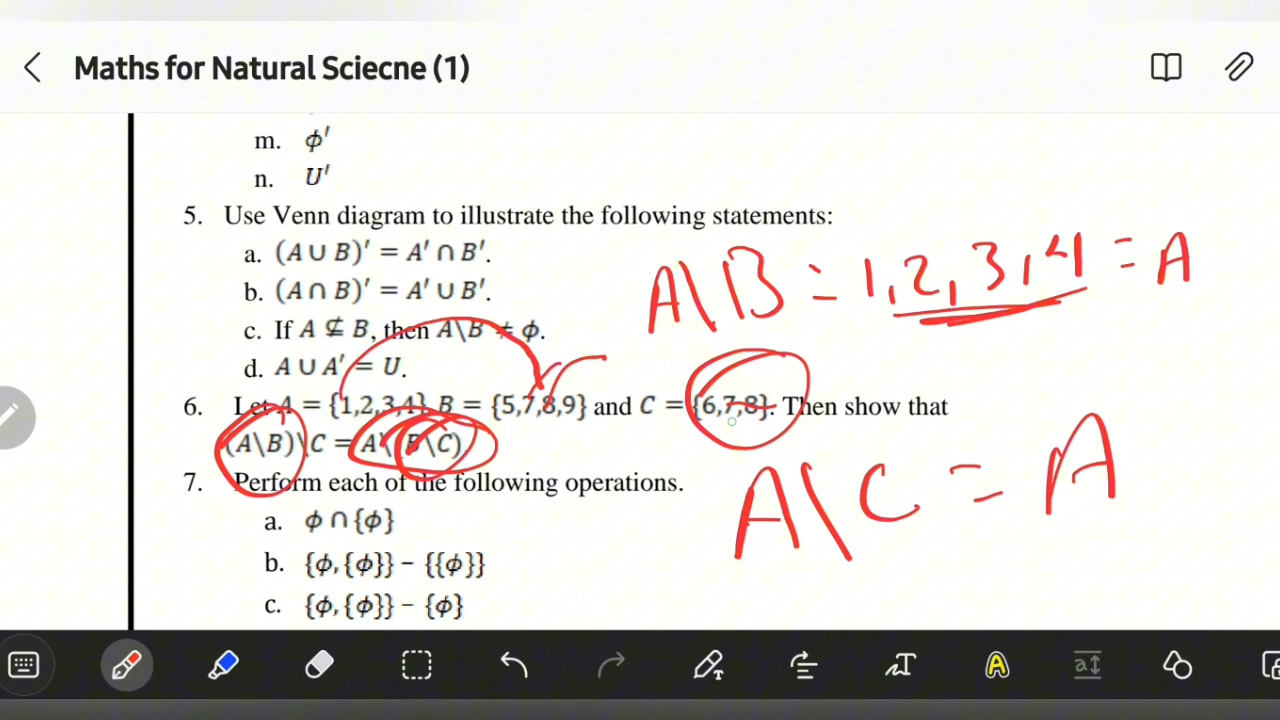 Maths for Natural Sciecne (1)
m. ϕ′
n. U′
5. Use Venn diagram to illustrate the following statements:
a. (A ∪ B)′ = A′ ∩ B′.
b. (A ∩ B)′ = A′ ∪ B′.
c. If A ⊈ B, then A\B ≠ ϕ.
d. A ∪ A′ = U.
A\B = 1,2,3,4 = A
6. Let A = {1,2,3,4}, B = {5,7,8,9} and C = {6,7,8}. Then show that
(A\B)\C = A\(B\C).
A\C = A
7. Perform each of the following operations.
a. ϕ ∩ {ϕ}
b. {ϕ,{ϕ}} − {{ϕ}}
c. {ϕ,{ϕ}} − {ϕ}